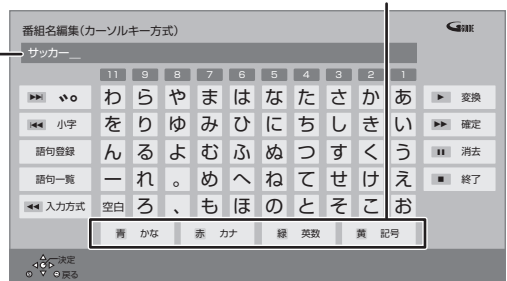 番組名編集(カーソルキー方式)
GガイD
サッカー_
11 9 8 7 6 5 4 3 2 1
゛゜ わ ら や ま は な た さ か あ 変換
小字 を り ゆ み ひ に ち し き い 確定
語句登録 ん る よ む ふ ぬ つ す く う 消去
語句一覧 ー れ 。 め へ ね て せ け え 終了
入力方式 空白 ろ 、 も ほ の と そ こ お
青 かな 赤 カナ 緑 英数 黄 記号
決定
戻る